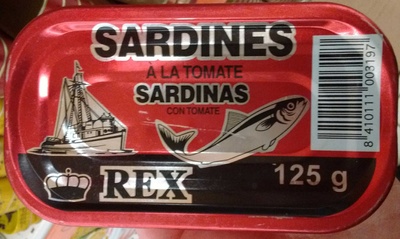 SARDINES
À LA TOMATE
SARDINAS
CON TOMATE
REX
125 g
8 410111 003197